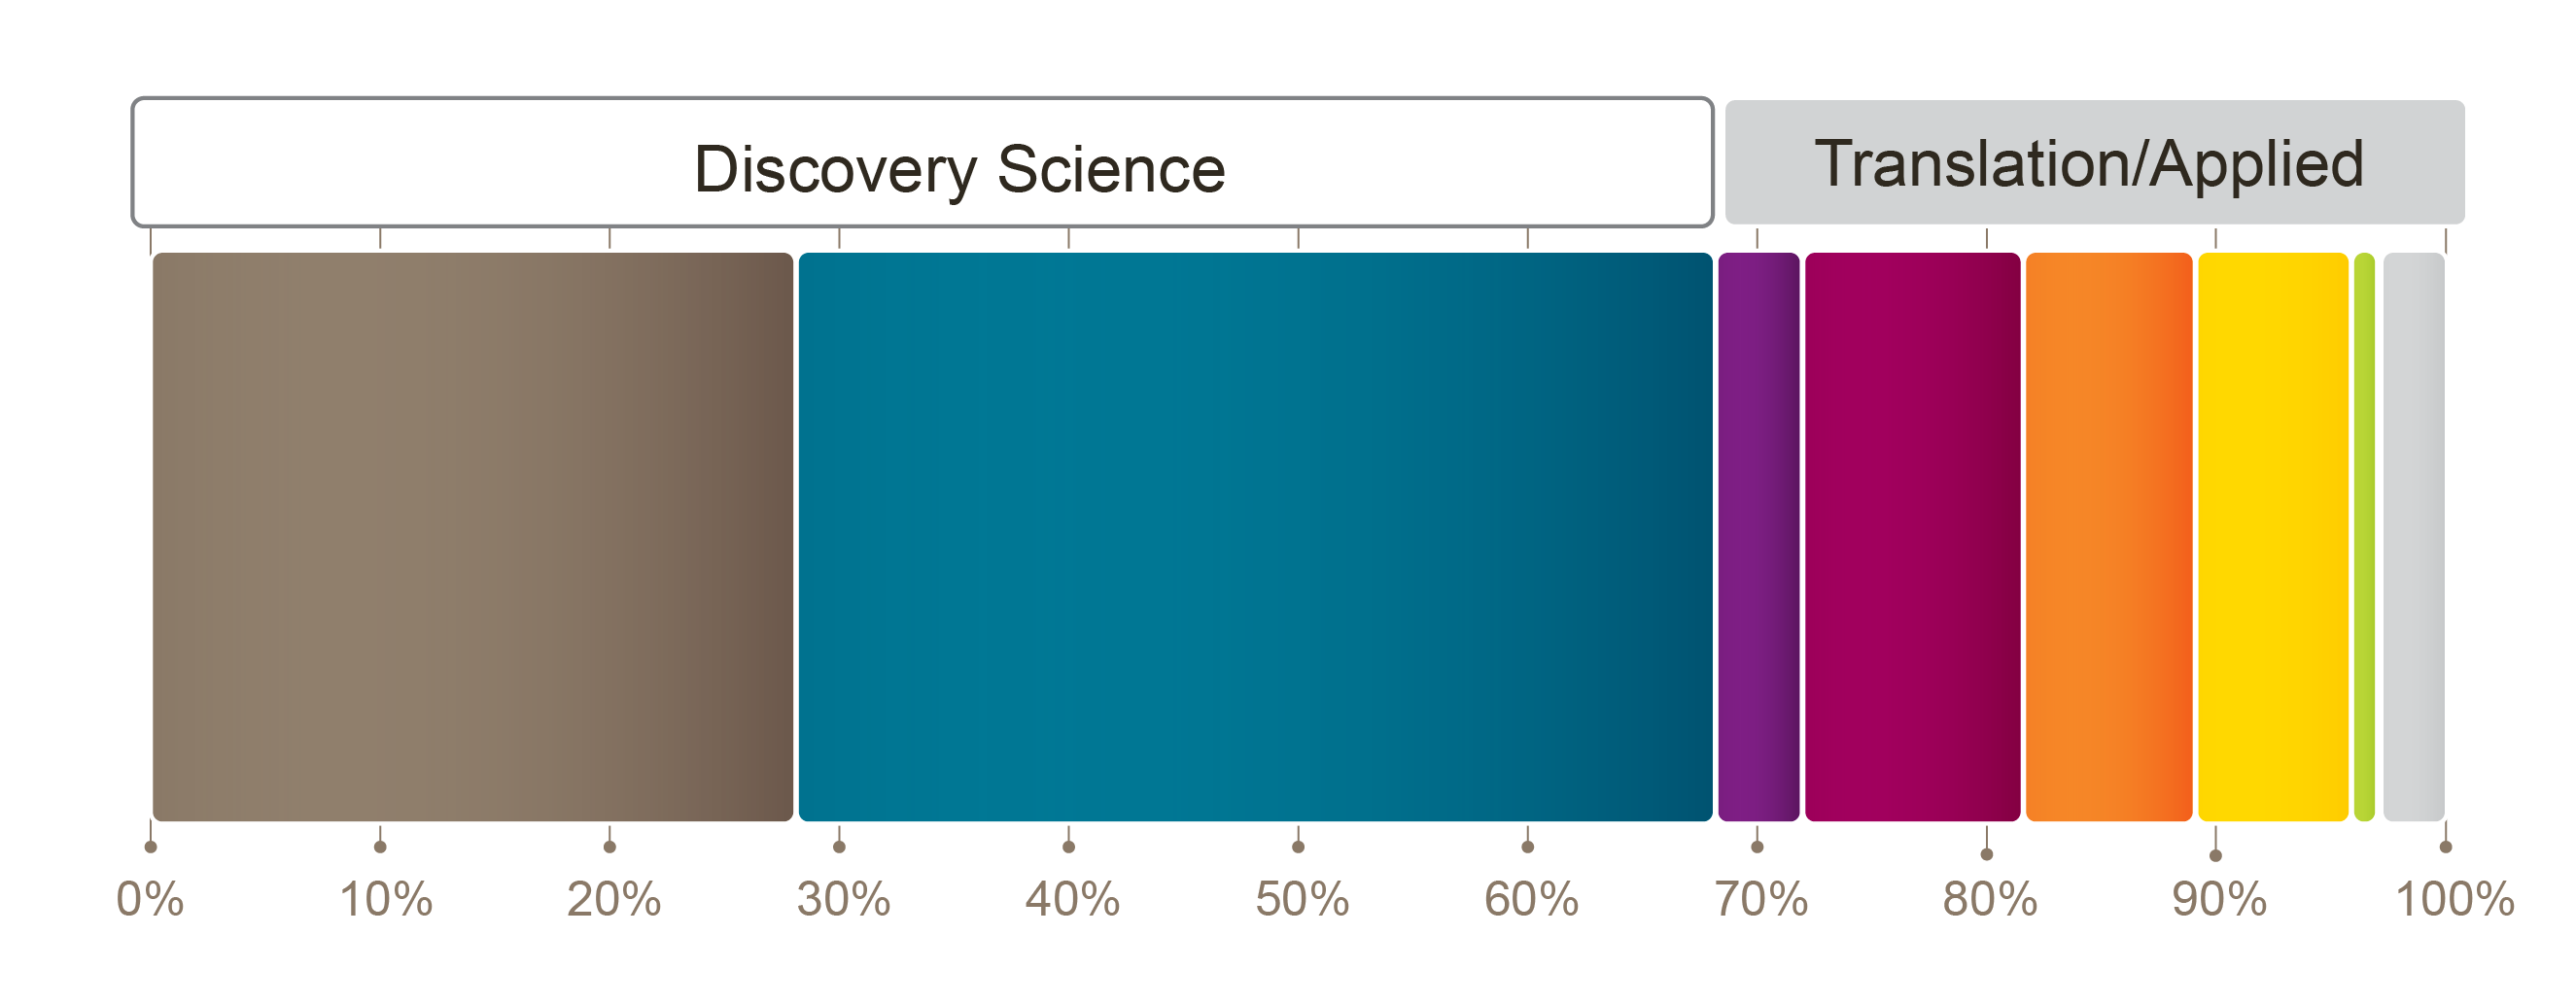 Discovery Science
Translation/Applied
0% 10% 20% 30% 40% 50% 60% 70% 80% 90% 100%